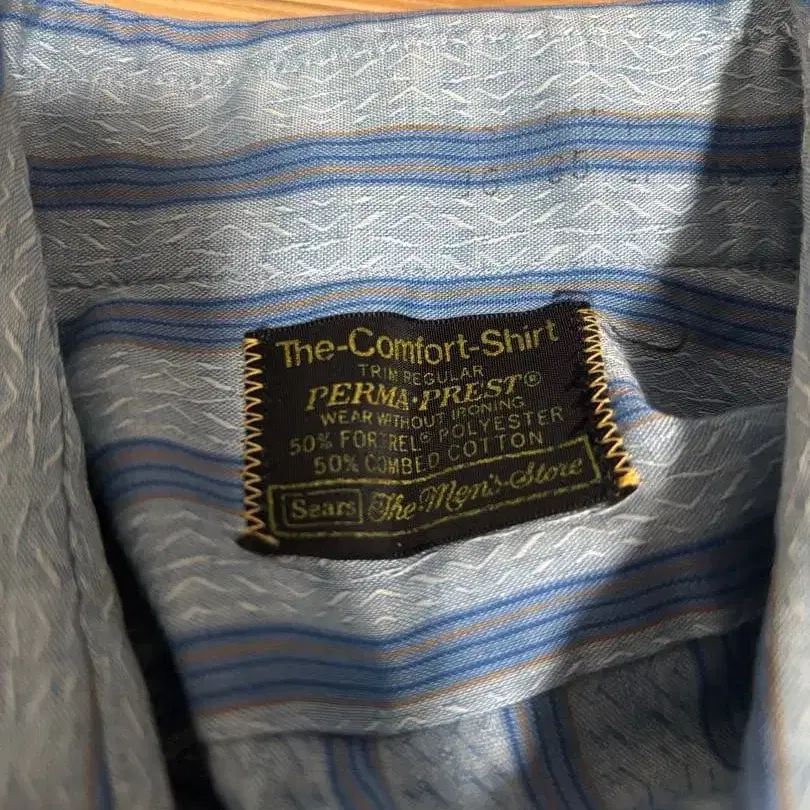 The-Comfort-Shirt
TRIM REGULAR
PERMA·PREST®
WEAR WITHOUT IRONING
50% FORTREL® POLYESTER
50% COMBED COTTON
Sears The Men's Store